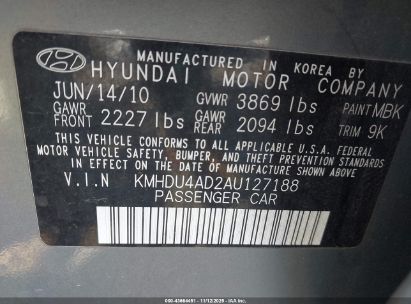 MANUFACTURED IN KOREA BY
HYUNDAI MOTOR COMPANY
JUN/14/10 GVWR 3869 lbs PAINT MBK
GAWR FRONT 2227 lbs GAWR REAR 2094 lbs TRIM 9K
THIS VEHICLE CONFORMS TO ALL APPLICABLE U.S.A. FEDERAL
MOTOR VEHICLE SAFETY, BUMPER, AND THEFT PREVENTION STANDARDS
IN EFFECT ON THE DATE OF MANUFACTURE SHOWN ABOVE.
V.I.N KMHDU4AD2AU127188
PASSENGER CAR